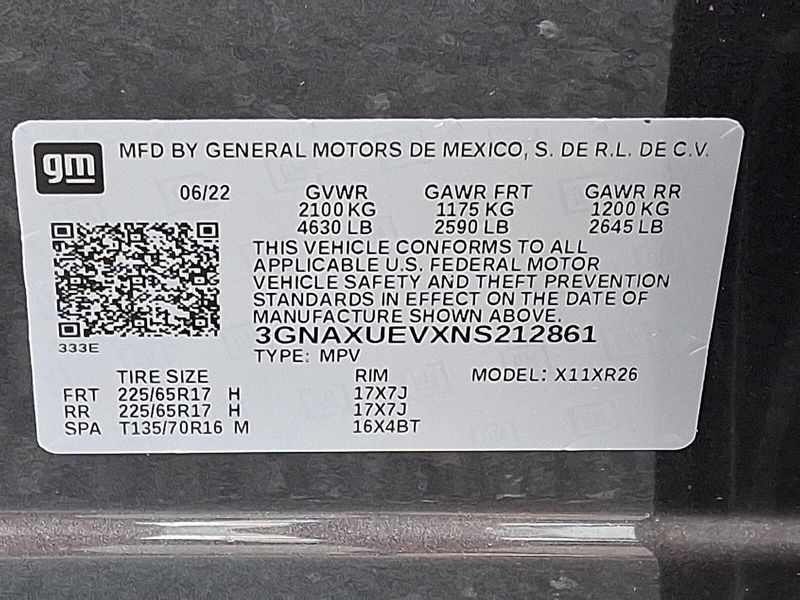 gm MFD BY GENERAL MOTORS DE MEXICO, S. DE R.L. DE C.V.
06/22 GVWR GAWR FRT GAWR RR
2100 KG 1175 KG 1200 KG
4630 LB 2590 LB 2645 LB
THIS VEHICLE CONFORMS TO ALL
APPLICABLE U.S. FEDERAL MOTOR
VEHICLE SAFETY AND THEFT PREVENTION
STANDARDS IN EFFECT ON THE DATE OF
MANUFACTURE SHOWN ABOVE.
3GNAXUEVXNS212861
333E TYPE: MPV
TIRE SIZE RIM MODEL: X11XR26
FRT 225/65R17 H 17X7J
RR 225/65R17 H 17X7J
SPA T135/70R16 M 16X4BT